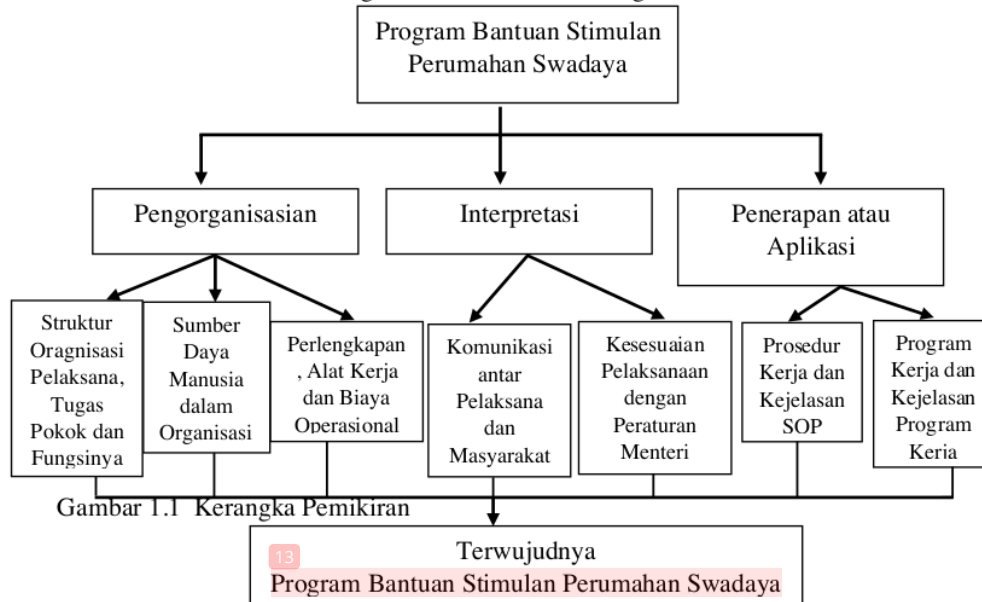 Program Bantuan Stimulan
Perumahan Swadaya
Pengorganisasian
Interpretasi
Penerapan atau
Aplikasi
Struktur
Oragnisasi
Pelaksana,
Tugas
Pokok dan
Fungsinya
Sumber
Daya
Manusia
dalam
Organisasi
Perlengkapan
, Alat Kerja
dan Biaya
Operasional
Komunikasi
antar
Pelaksana
dan
Masyarakat
Kesesuaian
Pelaksanaan
dengan
Peraturan
Menteri
Prosedur
Kerja dan
Kejelasan
SOP
Program
Kerja dan
Kejelasan
Program
Kerja
Gambar 1.1 Kerangka Pemikiran
Terwujudnya
13
Program Bantuan Stimulan Perumahan Swadaya